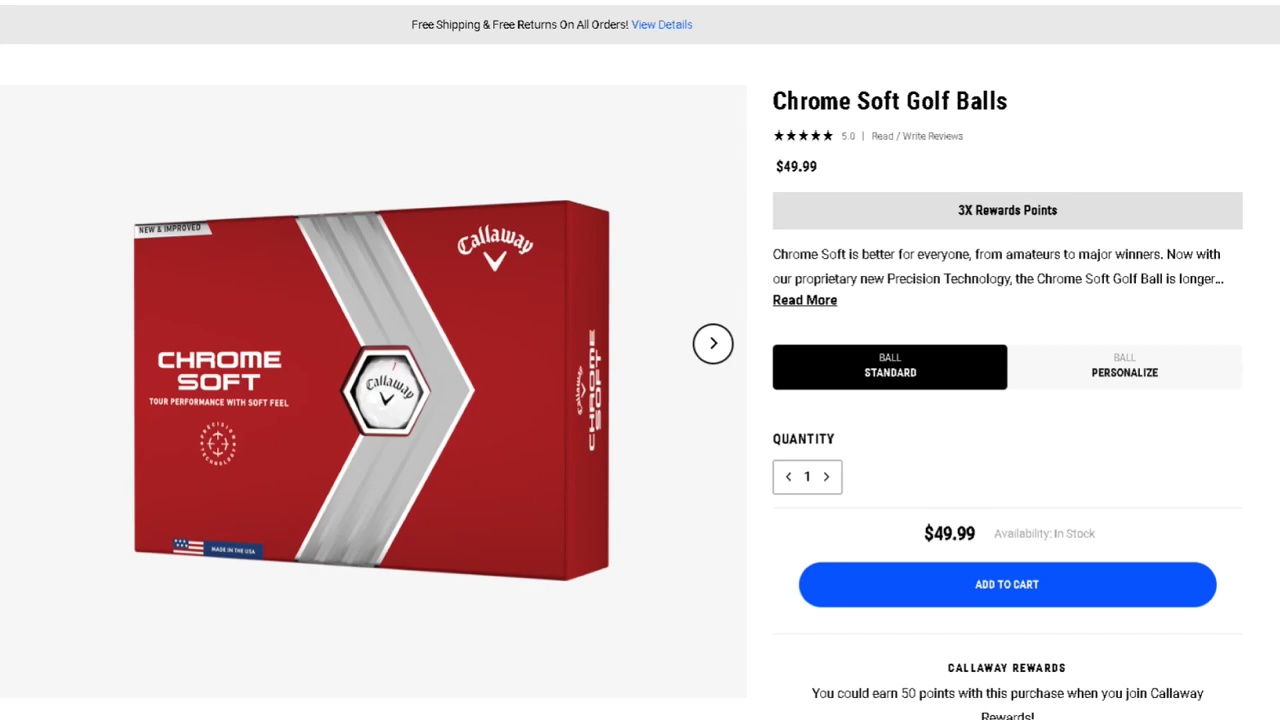 Free Shipping & Free Returns On All Orders! View Details
NEW & IMPROVED
Callaway
CHROME
SOFT
TOUR PERFORMANCE WITH SOFT FEEL
PRECISION
TECHNOLOGY
Callaway
Callaway
CHROME
SOFT
MADE IN THE USA
Chrome Soft Golf Balls
5.0 | Read / Write Reviews
$49.99
3X Rewards Points
Chrome Soft is better for everyone, from amateurs to major winners. Now with
our proprietary new Precision Technology, the Chrome Soft Golf Ball is longer...
Read More
BALL
STANDARD
BALL
PERSONALIZE
QUANTITY
1
$49.99 Availability: In Stock
ADD TO CART
CALLAWAY REWARDS
You could earn 50 points with this purchase when you join Callaway
Rewards!